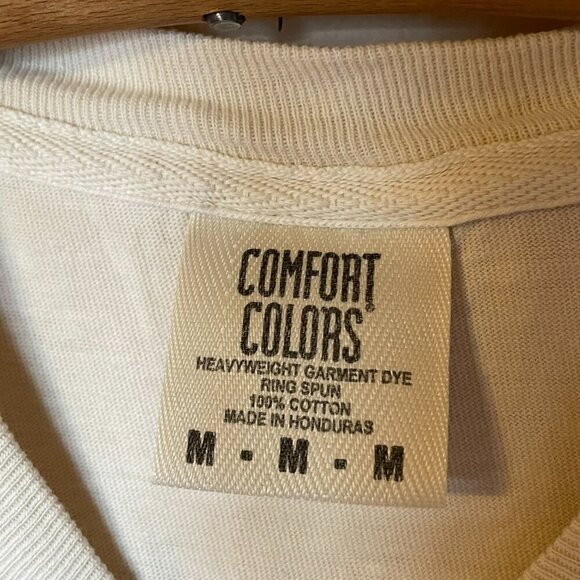 COMFORT
COLORS®
HEAVYWEIGHT GARMENT DYE
RING SPUN
100% COTTON
MADE IN HONDURAS
M - M - M